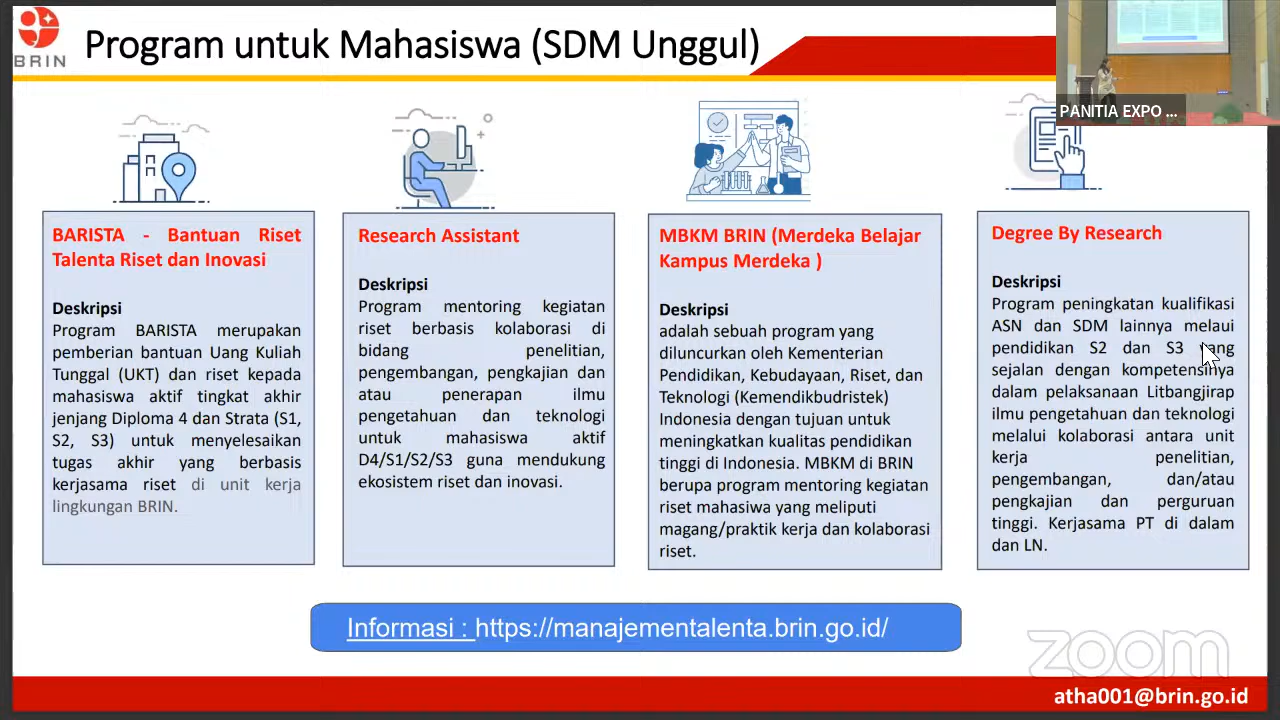 BRIN
Program untuk Mahasiswa (SDM Unggul)
PANITIA EXPO ...
BARISTA - Bantuan Riset
Talenta Riset dan Inovasi
Deskripsi
Program BARISTA merupakan
pemberian bantuan Uang Kuliah
Tunggal (UKT) dan riset kepada
mahasiswa aktif tingkat akhir
jenjang Diploma 4 dan Strata (S1,
S2, S3) untuk menyelesaikan
tugas akhir yang berbasis
kerjasama riset di unit kerja
lingkungan BRIN.
Research Assistant
Deskripsi
Program mentoring kegiatan
riset berbasis kolaborasi di
bidang penelitian,
pengembangan, pengkajian dan
atau penerapan ilmu
pengetahuan dan teknologi
untuk mahasiswa aktif
D4/S1/S2/S3 guna mendukung
ekosistem riset dan inovasi.
MBKM BRIN (Merdeka Belajar
Kampus Merdeka )
Deskripsi
adalah sebuah program yang
diluncurkan oleh Kementerian
Pendidikan, Kebudayaan, Riset, dan
Teknologi (Kemendikbudristek)
Indonesia dengan tujuan untuk
meningkatkan kualitas pendidikan
tinggi di Indonesia. MBKM di BRIN
berupa program mentoring kegiatan
riset mahasiwa yang meliputi
magang/praktik kerja dan kolaborasi
riset.
Degree By Research
Deskripsi
Program peningkatan kualifikasi
ASN dan SDM lainnya melaui
pendidikan S2 dan S3 yang
sejalan dengan kompetensinya
dalam pelaksanaan Litbangjirap
ilmu pengetahuan dan teknologi
melalui kolaborasi antara unit
kerja penelitian,
pengembangan, dan/atau
pengkajian dan perguruan
tinggi. Kerjasama PT di dalam
dan LN.
Informasi : https://manajementalenta.brin.go.id/
zoom
atha001@brin.go.id